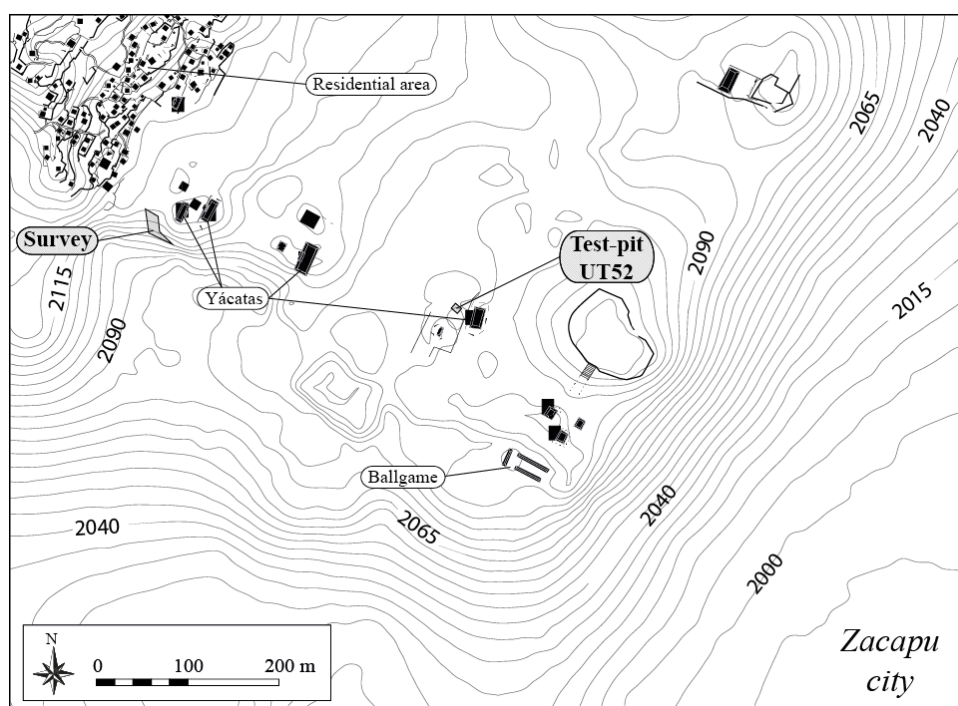 Residential area
2065
2040
Survey
Test-pit
UT52
2090
2115
Yácatas
2015
2090
Ballgame
2040
2065
2040
2000
N
0 100 200 m
Zacapu
city